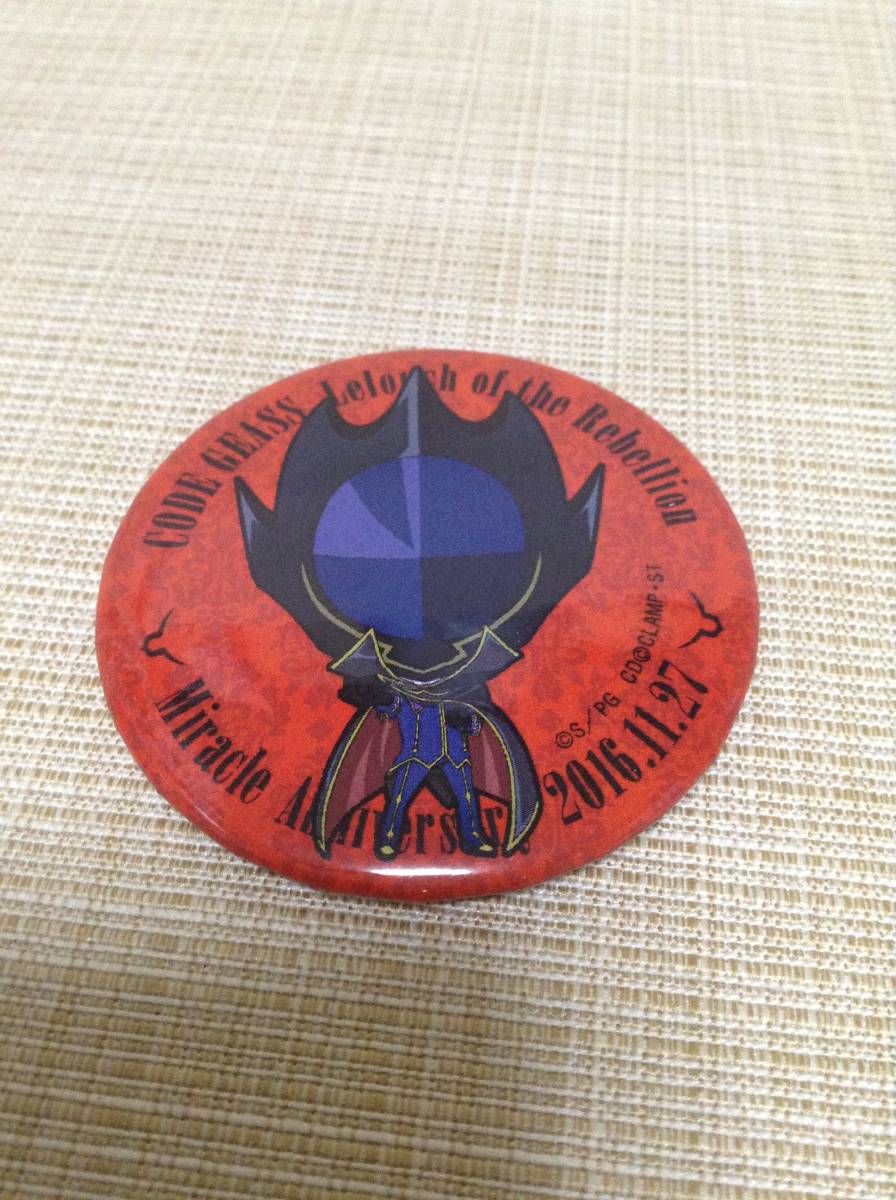 CODE GEASS Lelouch of the Rebellion
©S／PG CD©CLAMP・ST
Miracle Anniversary 2016.11.27